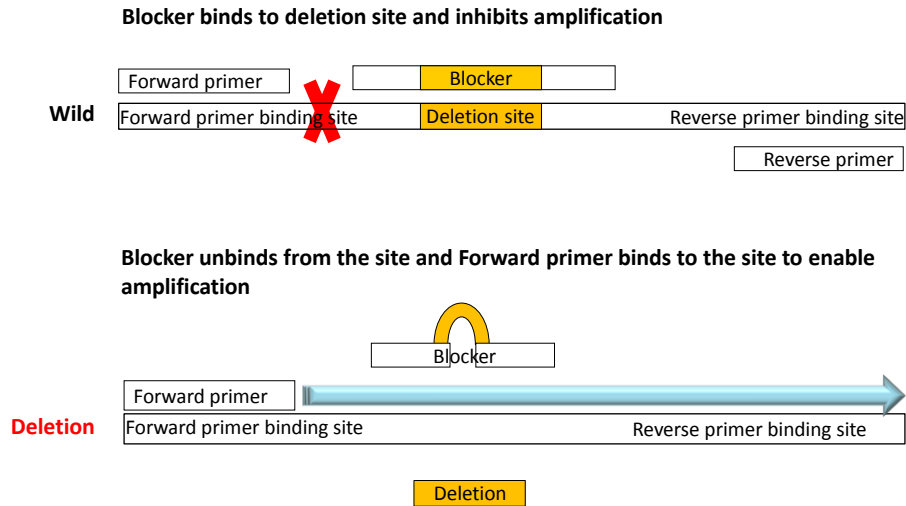 Blocker binds to deletion site and inhibits amplification
Forward primer
Blocker
Wild
Forward primer binding site
Deletion site
Reverse primer binding site
Reverse primer
Blocker unbinds from the site and Forward primer binds to the site to enable
amplification
Blocker
Forward primer
Deletion
Forward primer binding site
Reverse primer binding site
Deletion